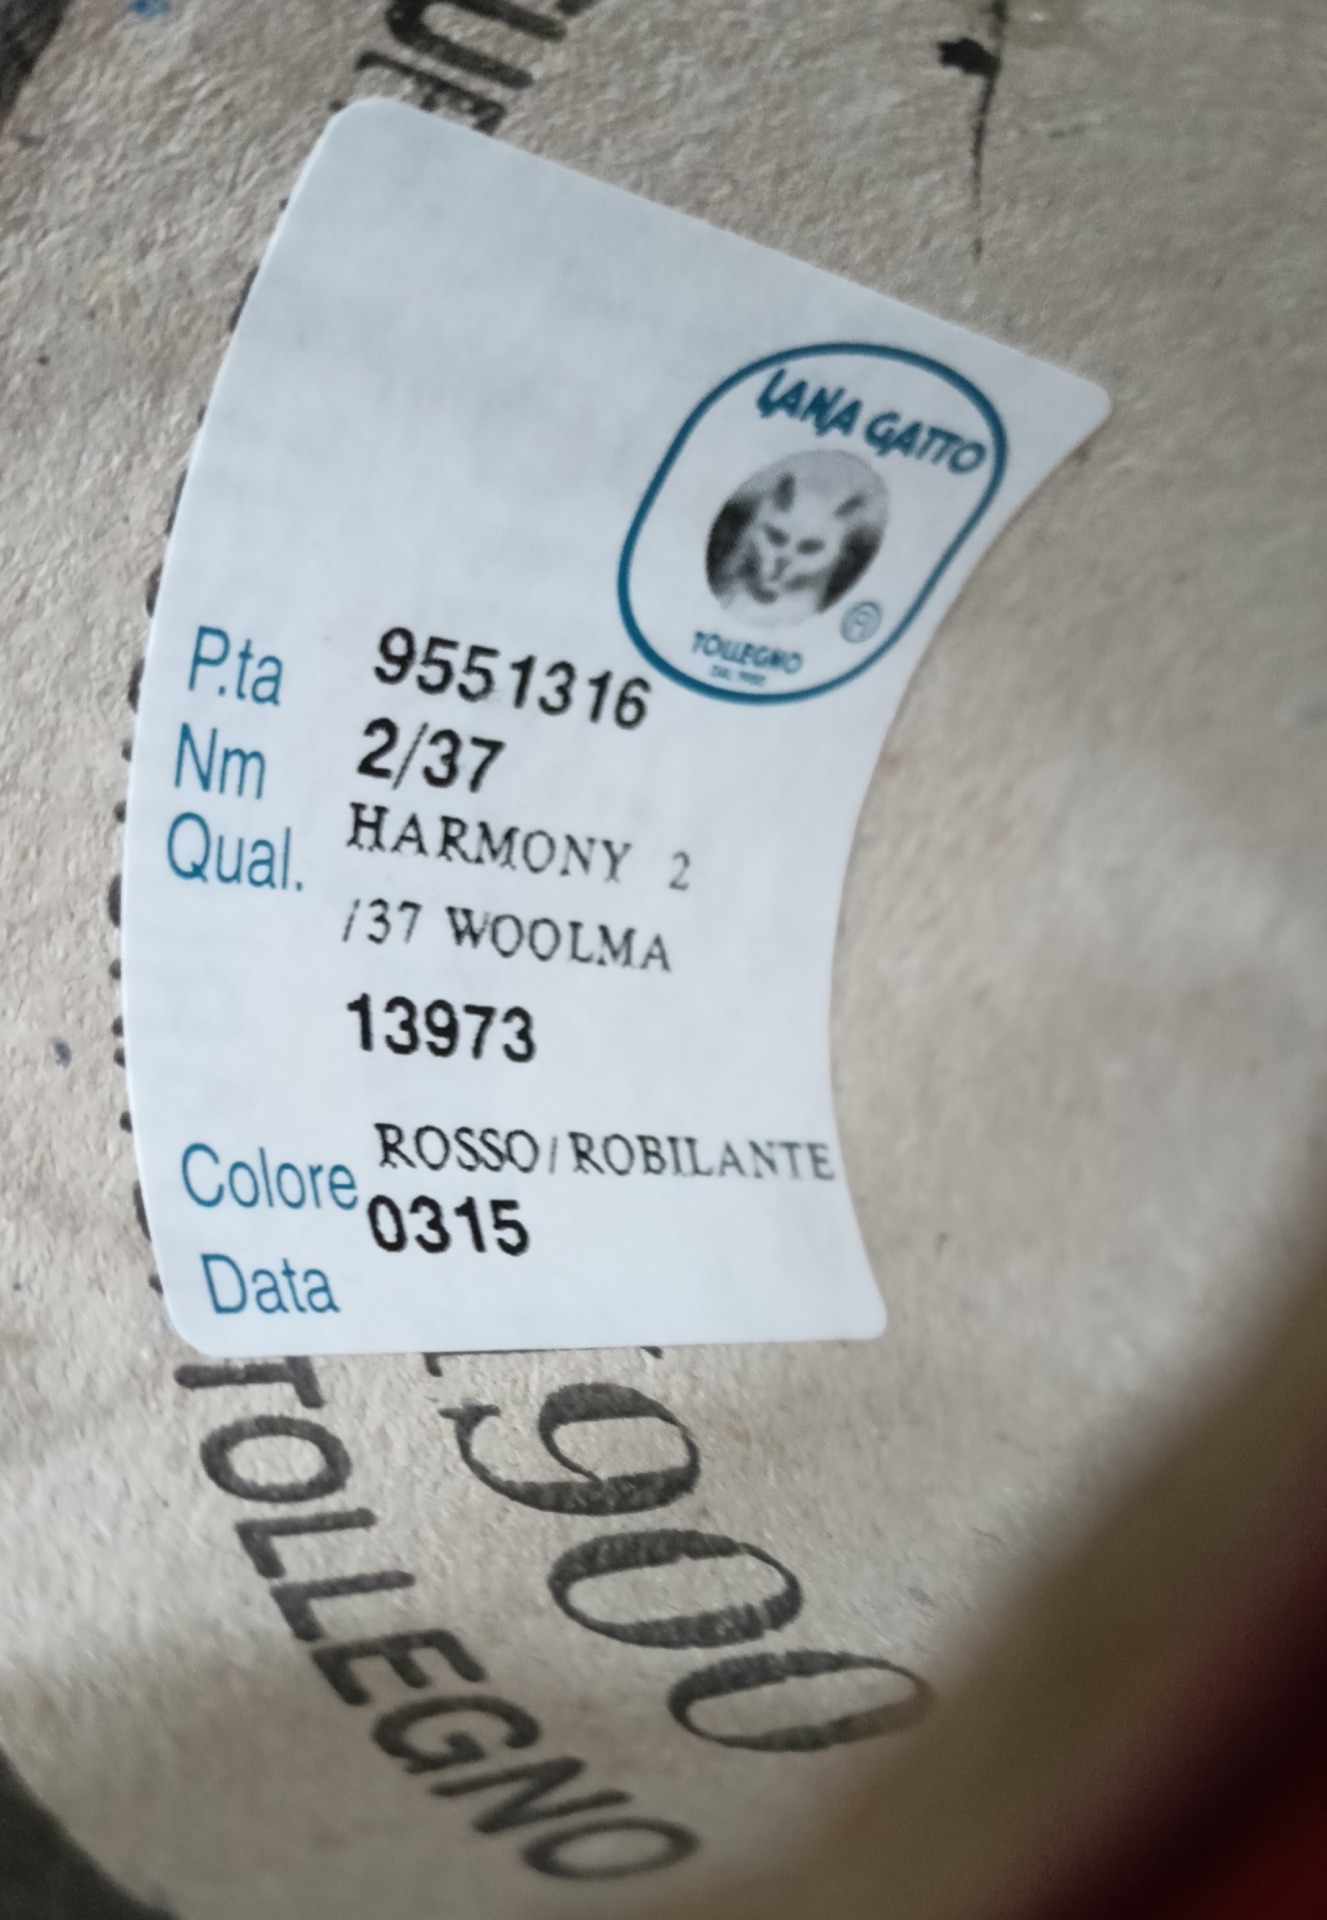 LANA GATTO
®
TOLLEGNO
P.ta 9551316
Nm 2/37
Qual. HARMONY 2
/37 WOOLMA
13973
Colore ROSSO/ROBILANTE
0315
Data
1900
TOLLEGNO